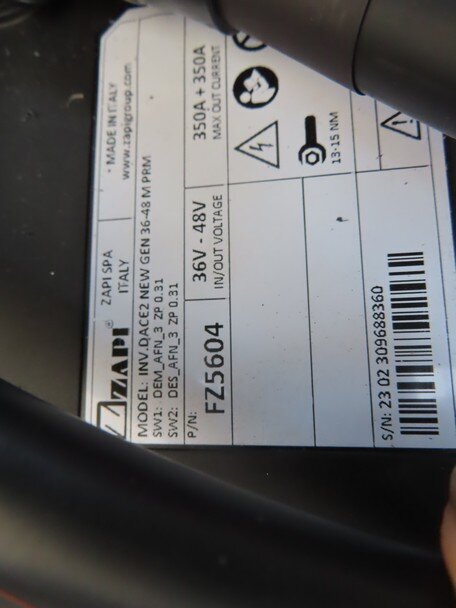 ZAPI®
ZAPI SPA
ITALY
· MADE IN ITALY
www.zapigroup.com
MODEL: INV.DACE2 NEW GEN 36-48 M PRM
SW1: DEM_AFN_3 ZP 0.31
SW2: DES_AFN_3 ZP 0.31
P/N:
FZ5604
36V - 48V
IN/OUT VOLTAGE
350A + 350A
MAX OUT CURRENT
13-15 NM
S/N: 23 02 309688360